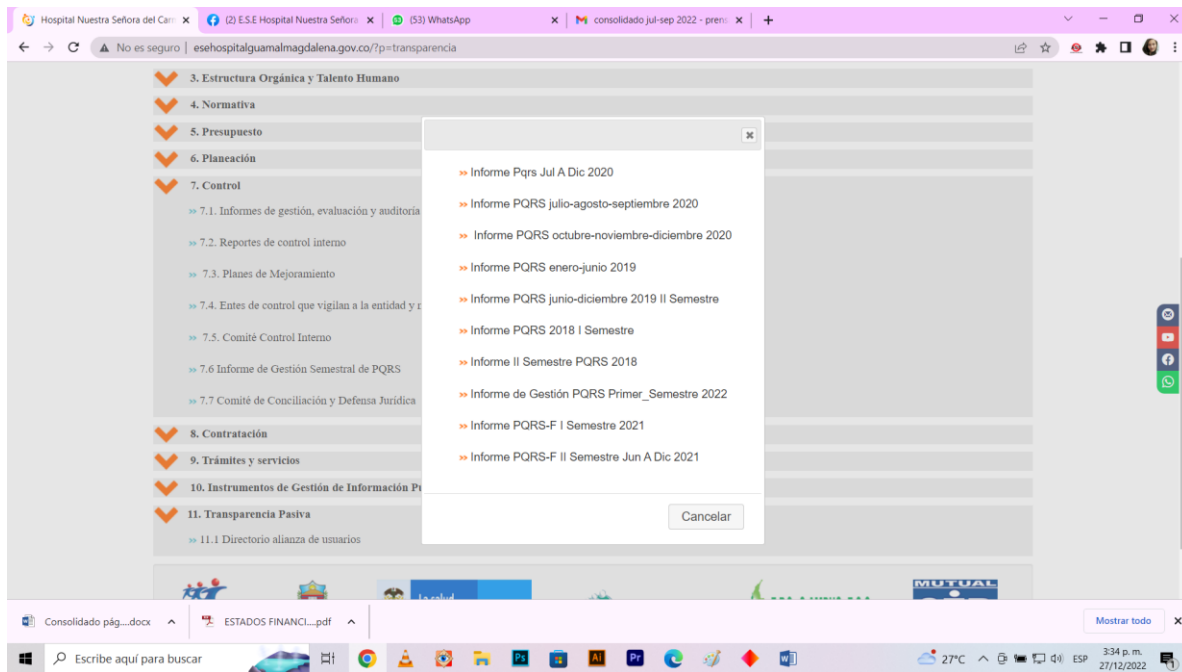 Hospital Nuestra Señora del Carm
(2) E.S.E Hospital Nuestra Señora
(53) WhatsApp
consolidado jul-sep 2022 - prens
No es seguro | esehospitalguamalmagdalena.gov.co/?p=transparencia
3. Estructura Orgánica y Talento Humano
4. Normativa
5. Presupuesto
6. Planeación
7. Control
7.1. Informes de gestión, evaluación y auditoria
7.2. Reportes de control interno
7.3. Planes de Mejoramiento
7.4. Entes de control que vigilan a la entidad y
7.5. Comité Control Interno
7.6 Informe de Gestión Semestral de PQRS
7.7 Comité de Conciliación y Defensa Jurídica
8. Contratación
9. Trámites y servicios
10. Instrumentos de Gestión de Información
11. Transparencia Pasiva
11.1 Directorio alianza de usuarios
Informe Pqrs Jul A Dic 2020
Informe PQRS julio-agosto-septiembre 2020
Informe PQRS octubre-noviembre-diciembre 2020
Informe PQRS enero-junio 2019
Informe PQRS junio-diciembre 2019 II Semestre
Informe PQRS 2018 I Semestre
Informe II Semestre PQRS 2018
Informe de Gestión PQRS Primer_Semestre 2022
Informe PQRS-F I Semestre 2021
Informe PQRS-F II Semestre Jun A Dic 2021
Cancelar
La salud
MUTUAL
Consolidado pág....docx
ESTADOS FINANCI....pdf
Mostrar todo
Escribe aquí para buscar
Ps
Ai
Pr
27°C
ESP
3:34 p. m.
27/12/2022